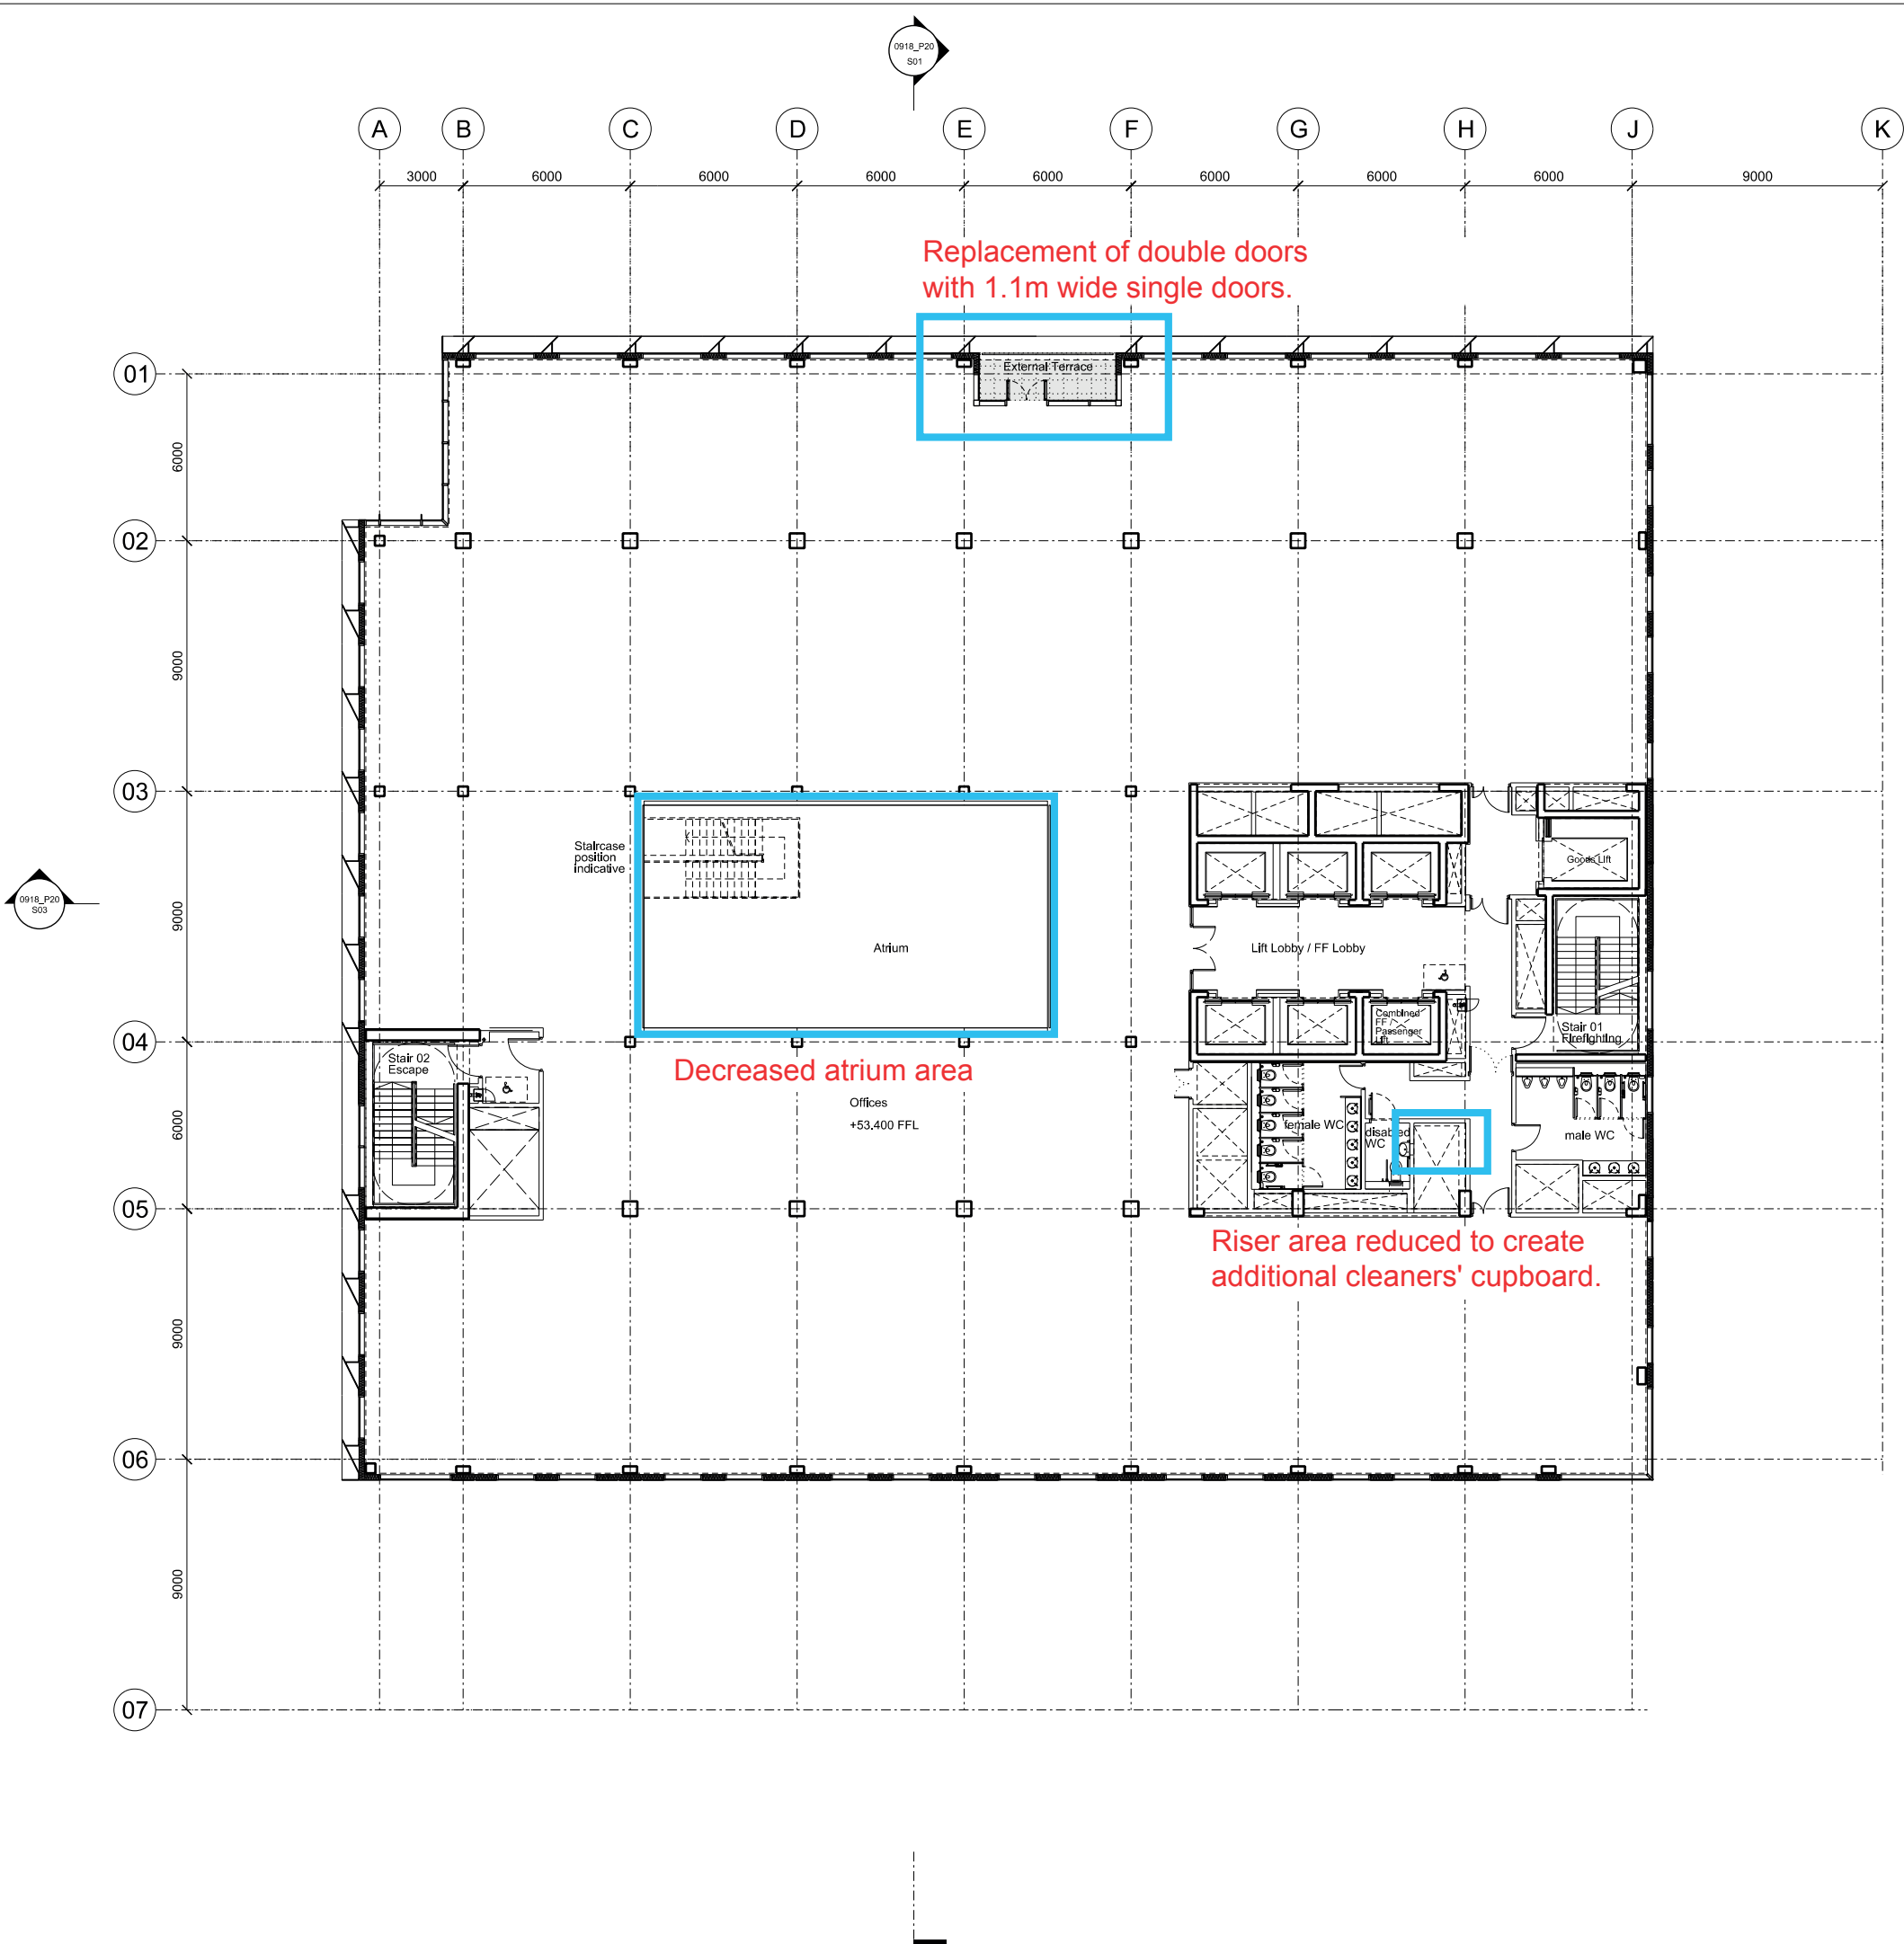 0918_P20
S01
A B C D E F G H J K
3000 6000 6000 6000 6000 6000 6000 6000 9000
Replacement of double doors
with 1.1m wide single doors.
External Terrace
01
6000
02
9000
03
Staircase
position
indicative
Goods Lift
0918_P20
S03
9000
Atrium
Lift Lobby / FF Lobby
Combined
FF
Passenger
Lift
Stair 01
Firefighting
04
Stair 02
Escape
Decreased atrium area
Offices
+53.400 FFL
6000
female WC
disabled
WC
male WC
05
Riser area reduced to create
additional cleaners' cupboard.
9000
06
9000
07